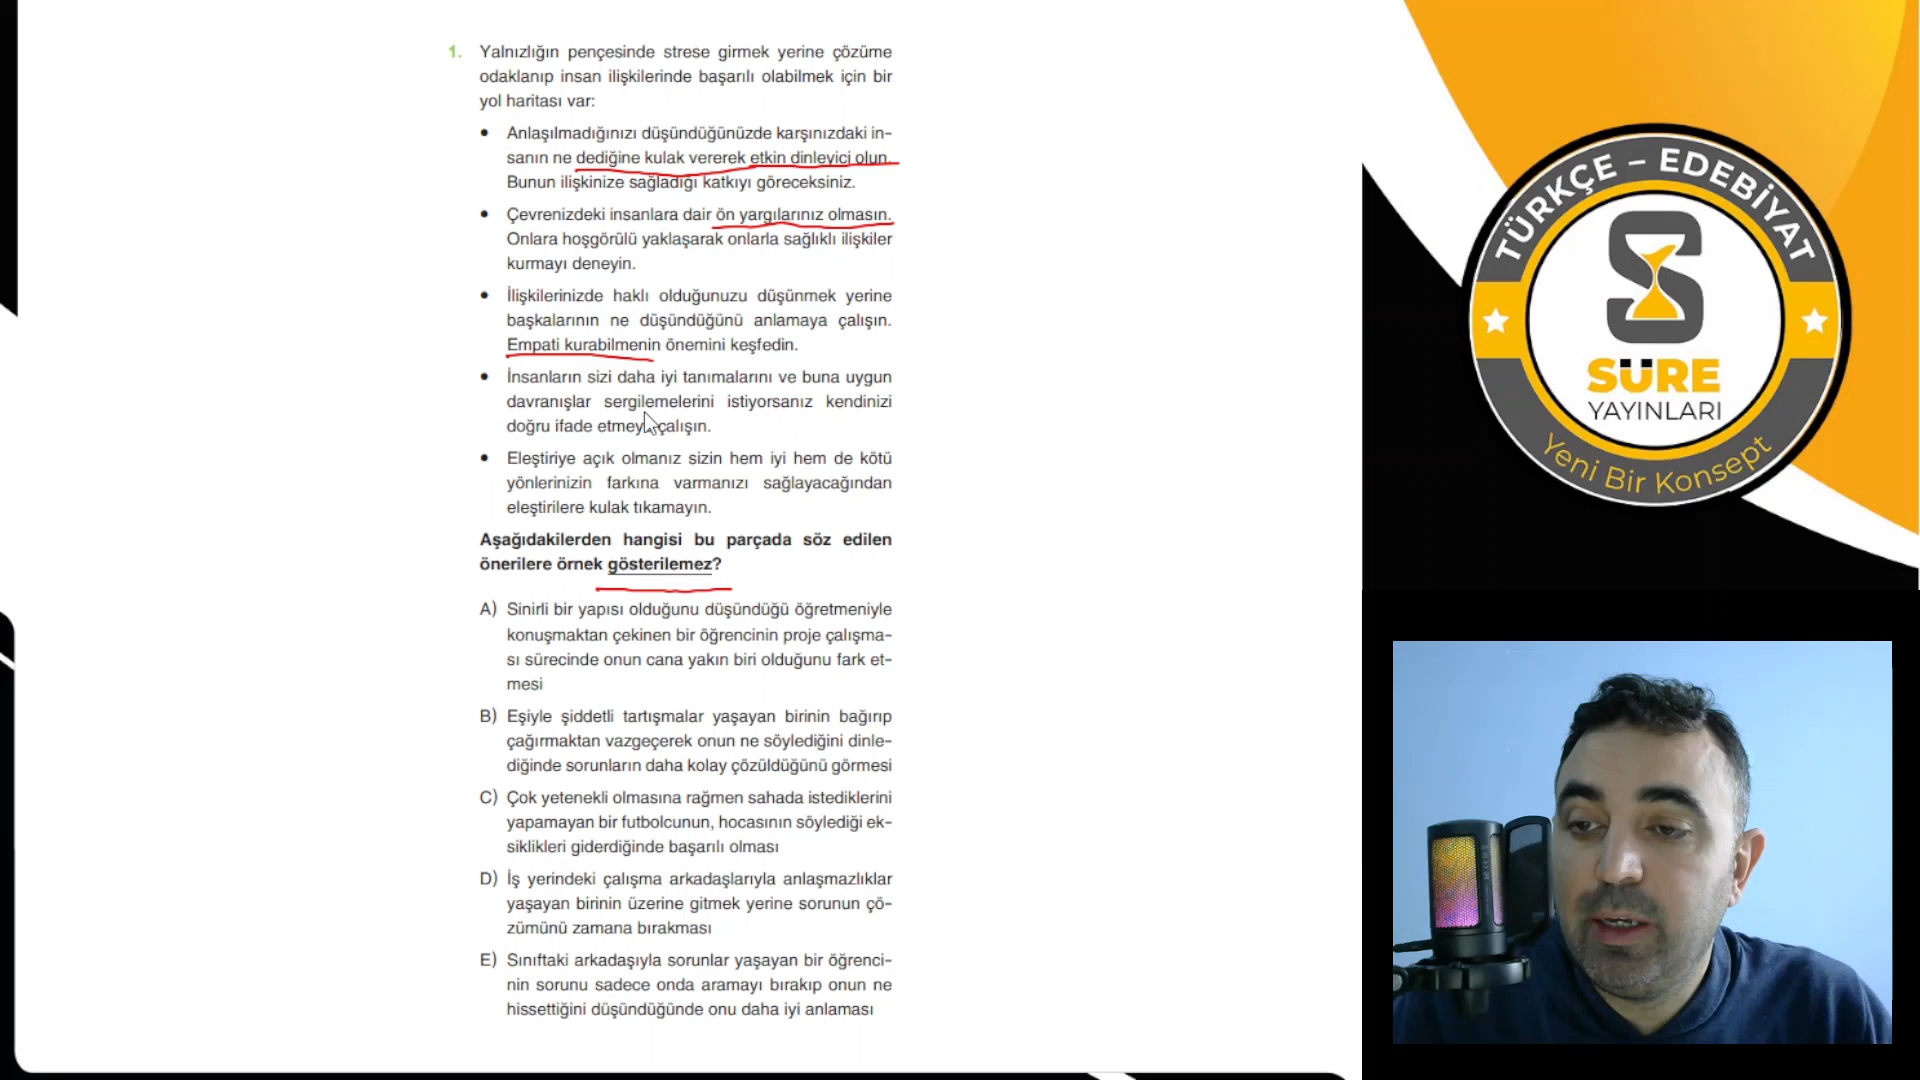 1. Yalnızlığın pençesinde strese girmek yerine çözüme
odaklanıp insan ilişkilerinde başarılı olabilmek için bir
yol haritası var:
• Anlaşılmadığınızı düşündüğünüzde karşınızdaki in-
sanın ne dediğine kulak vererek etkin dinleyici olun.
Bunun ilişkinize sağladığı katkıyı göreceksiniz.
• Çevrenizdeki insanlara dair ön yargılarınız olmasın.
Onlara hoşgörülü yaklaşarak onlarla sağlıklı ilişkiler
kurmayı deneyin.
• İlişkilerinizde haklı olduğunuzu düşünmek yerine
başkalarının ne düşündüğünü anlamaya çalışın.
Empati kurabilmenin önemini keşfedin.
• İnsanların sizi daha iyi tanımalarını ve buna uygun
davranışlar sergilemelerini istiyorsanız kendinizi
doğru ifade etmeye çalışın.
• Eleştiriye açık olmanız sizin hem iyi hem de kötü
yönlerinizin farkına varmanızı sağlayacağından
eleştirilere kulak tıkamayın.
Aşağıdakilerden hangisi bu parçada söz edilen
önerilere örnek gösterilemez?
A) Sinirli bir yapısı olduğunu düşündüğü öğretmeniyle
konuşmaktan çekinen bir öğrencinin proje çalışma-
sı sürecinde onun cana yakın biri olduğunu fark et-
mesi
B) Eşiyle şiddetli tartışmalar yaşayan birinin bağırıp
çağırmaktan vazgeçerek onun ne söylediğini dinle-
diğinde sorunların daha kolay çözüldüğünü görmesi
C) Çok yetenekli olmasına rağmen sahada istediklerini
yapamayan bir futbolcunun, hocasının söylediği ek-
siklikleri giderdiğinde başarılı olması
D) İş yerindeki çalışma arkadaşlarıyla anlaşmazlıklar
yaşayan birinin üzerine gitmek yerine sorunun çö-
zümünü zamana bırakması
E) Sınıftaki arkadaşıyla sorunlar yaşayan bir öğrenci-
nin sorunu sadece onda aramayı bırakıp onun ne
hissettiğini düşündüğünde onu daha iyi anlaması
TÜRKÇE – EDEBİYAT
SÜRE
YAYINLARI
Yeni Bir Konsept